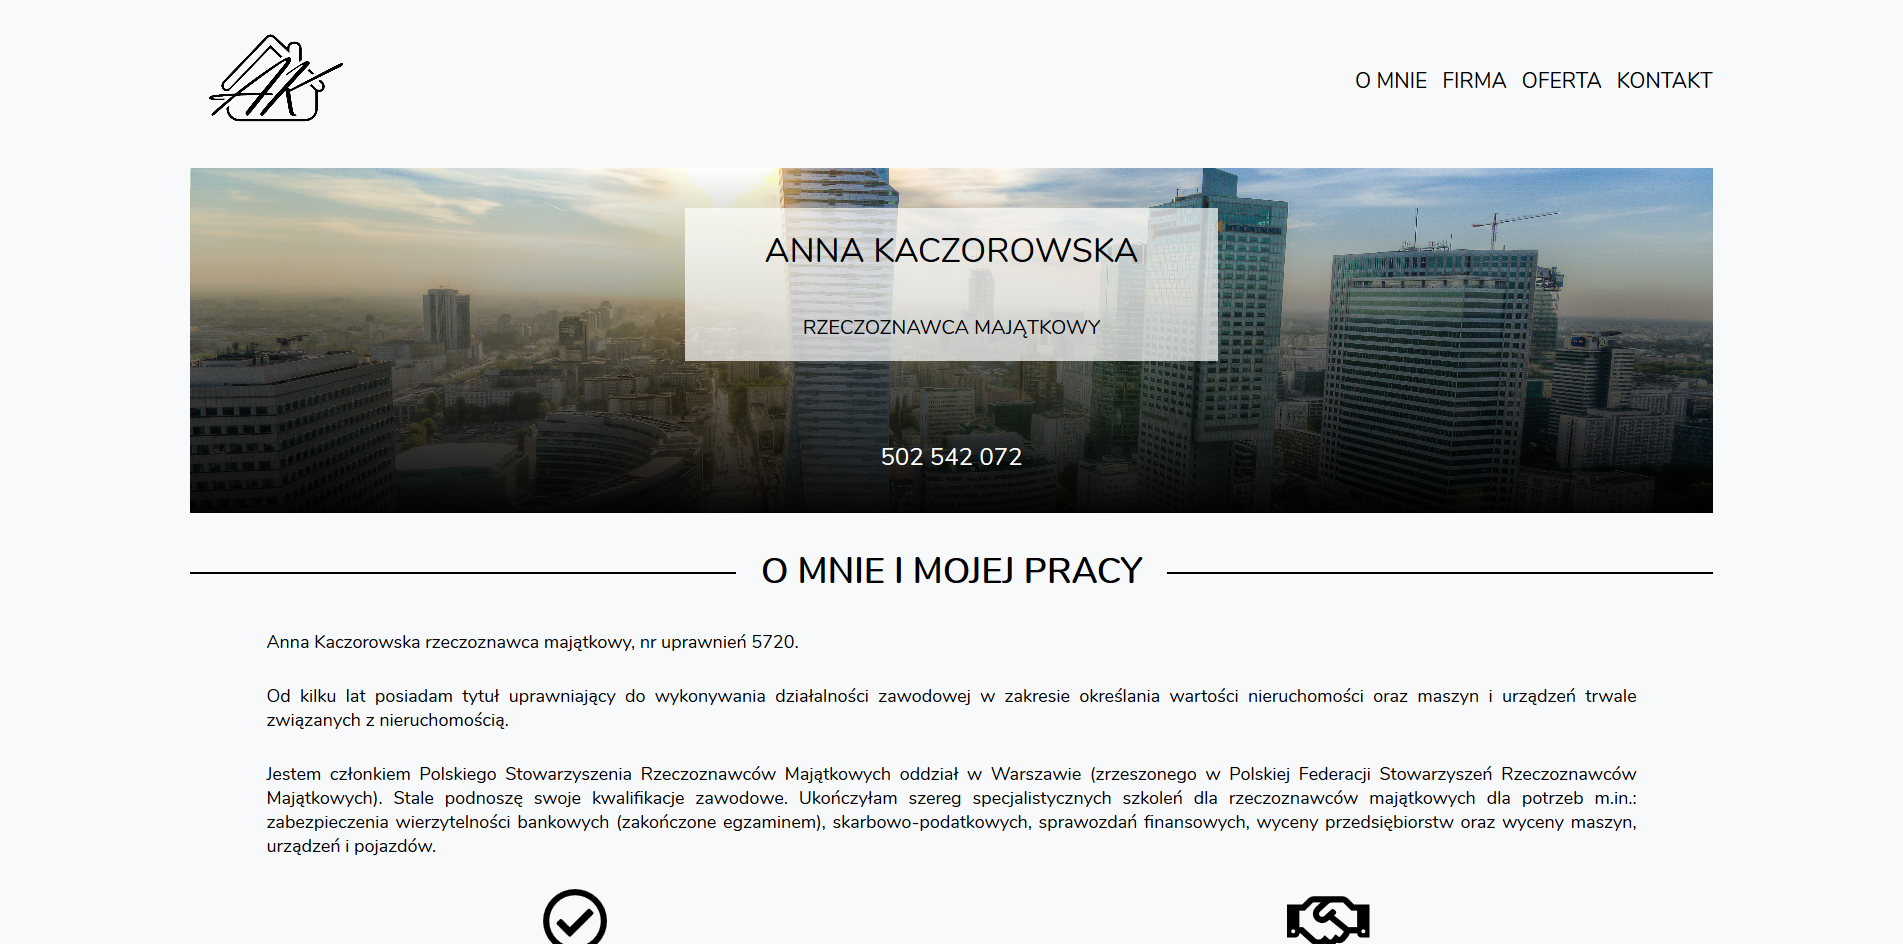 AK
O MNIE FIRMA OFERTA KONTAKT
ANNA KACZOROWSKA
INTERCONTINENTAL
RZECZOZNAWCA MAJĄTKOWY
502 542 072
O MNIE I MOJEJ PRACY
Anna Kaczorowska rzeczoznawca majątkowy, nr uprawnień 5720.
Od kilku lat posiadam tytuł uprawniający do wykonywania działalności zawodowej w zakresie określania wartości nieruchomości oraz maszyn i urządzeń trwale
związanych z nieruchomością.
Jestem członkiem Polskiego Stowarzyszenia Rzeczoznawców Majątkowych oddział w Warszawie (zrzeszonego w Polskiej Federacji Stowarzyszeń Rzeczoznawców
Majątkowych). Stale podnoszę swoje kwalifikacje zawodowe. Ukończyłam szereg specjalistycznych szkoleń dla rzeczoznawców majątkowych dla potrzeb m.in.:
zabezpieczenia wierzytelności bankowych (zakończone egzaminem), skarbowo-podatkowych, sprawozdań finansowych, wyceny przedsiębiorstw oraz wyceny maszyn,
urządzeń i pojazdów.